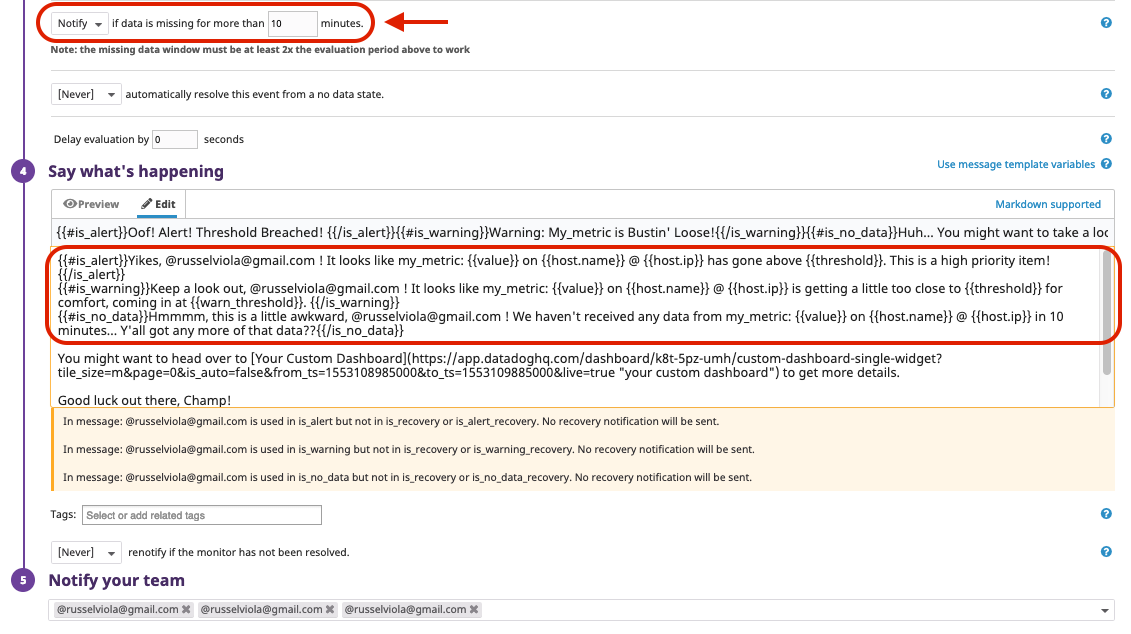 Notify if data is missing for more than 10 minutes.
Note: the missing data window must be at least 2x the evaluation period above to work
[Never] automatically resolve this event from a no data state.
Delay evaluation by 0 seconds
4 Say what's happening
Use message template variables
Preview Edit
Markdown supported
{{#is_alert}}Oof! Alert! Threshold Breached! {{/is_alert}}{{#is_warning}}Warning: My_metric is Bustin' Loose!{{/is_warning}}{{#is_no_data}}Huh... You might want to take a
{{#is_alert}}Yikes, @russelviola@gmail.com ! It looks like my_metric: {{value}} on {{host.name}} @ {{host.ip}} has gone above {{threshold}}. This is a high priority item!
{{/is_alert}}
{{#is_warning}}Keep a look out, @russelviola@gmail.com ! It looks like my_metric: {{value}} on {{host.name}} @ {{host.ip}} is getting a little too close to {{threshold}} for
comfort, coming in at {{warn_threshold}}. {{/is_warning}}
{{#is_no_data}}Hmmmm, this is a little awkward, @russelviola@gmail.com ! We haven't received any data from my_metric: {{value}} on {{host.name}} @ {{host.ip}} in 10
minutes... Y'all got any more of that data??{{/is_no_data}}
You might want to head over to [Your Custom Dashboard](https://app.datadoghq.com/dashboard/k8t-5pz-umh/custom-dashboard-single-widget?
tile_size=m&page=0&is_auto=false&from_ts=1553108985000&to_ts=1553109885000&live=true "your custom dashboard") to get more details.
Good luck out there, Champ!
In message: @russelviola@gmail.com is used in is_alert but not in is_recovery or is_alert_recovery. No recovery notification will be sent.
In message: @russelviola@gmail.com is used in is_warning but not in is_recovery or is_warning_recovery. No recovery notification will be sent.
In message: @russelviola@gmail.com is used in is_no_data but not in is_recovery or is_no_data_recovery. No recovery notification will be sent.
Tags: Select or add related tags
[Never] renotify if the monitor has not been resolved.
5 Notify your team
@russelviola@gmail.com @russelviola@gmail.com @russelviola@gmail.com